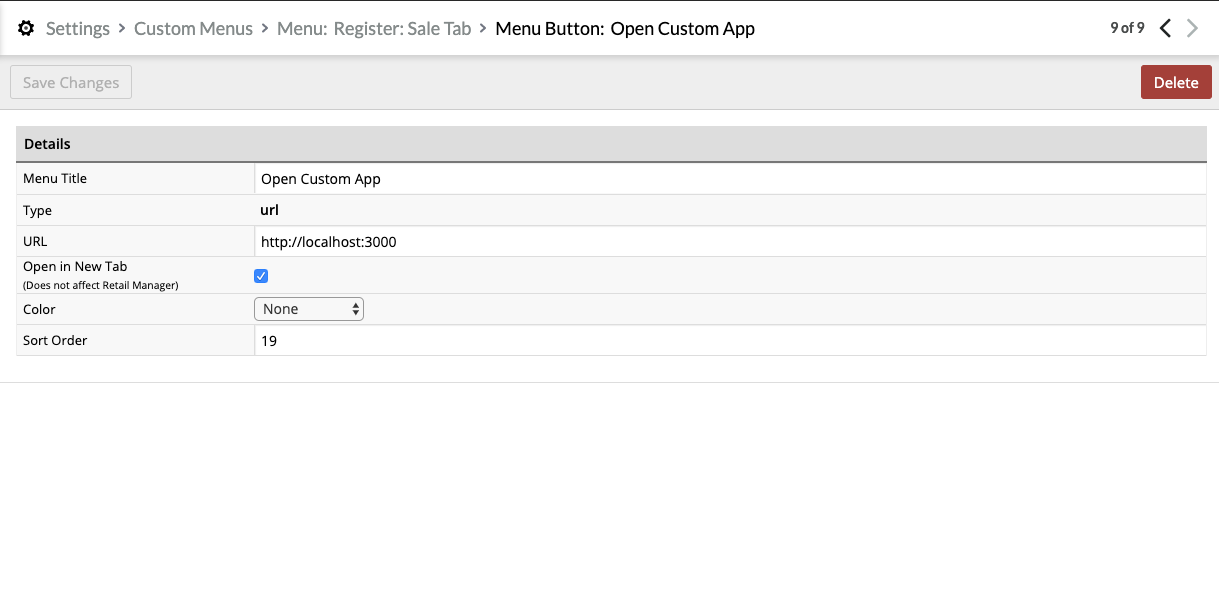 Settings > Custom Menus > Menu: Register: Sale Tab > Menu Button: Open Custom App 9 of 9
Save Changes Delete
Details
Menu Title Open Custom App
Type url
URL http://localhost:3000
Open in New Tab
(Does not affect Retail Manager)
Color None
Sort Order 19